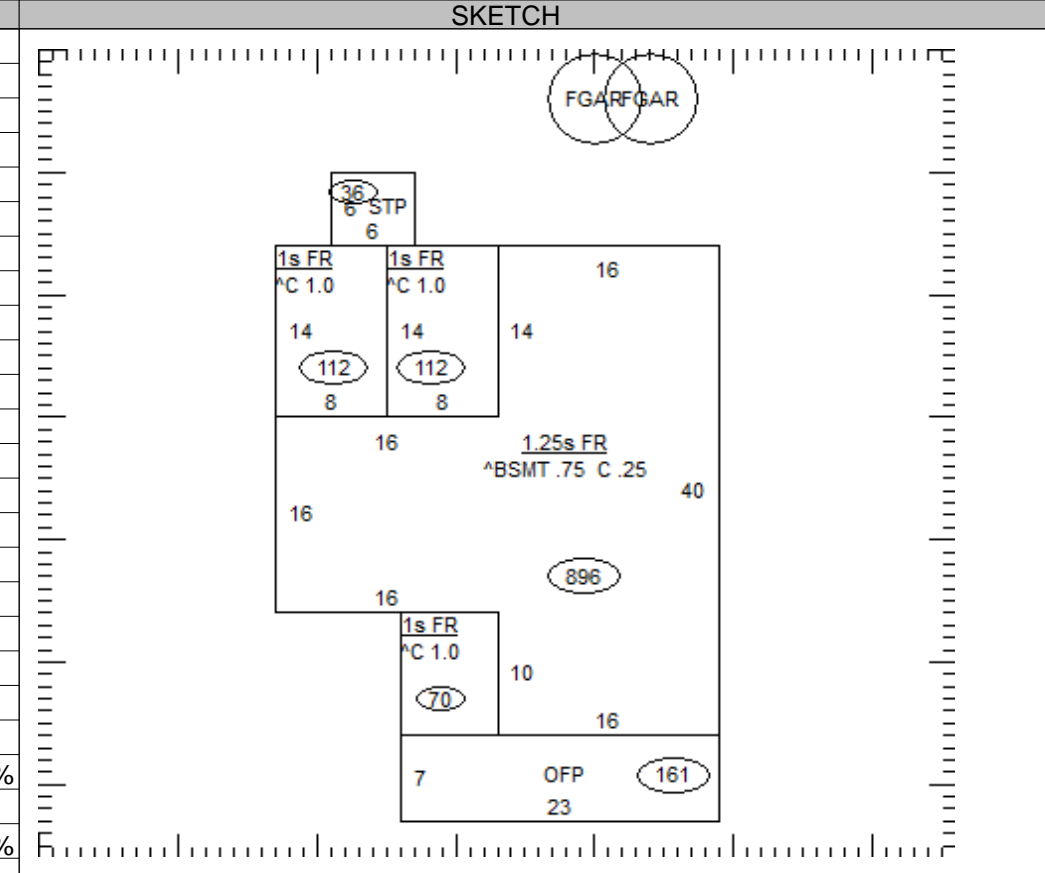 SKETCH
FGAR FGAR
36
6 STP
6
1s FR 1s FR 16
^C 1.0 ^C 1.0
14 14 14
112 112
8 8
16 1.25s FR
^BSMT .75 C .25
40
16
896
16
1s FR
^C 1.0
10
70
16
7 OFP 161
23
%
%